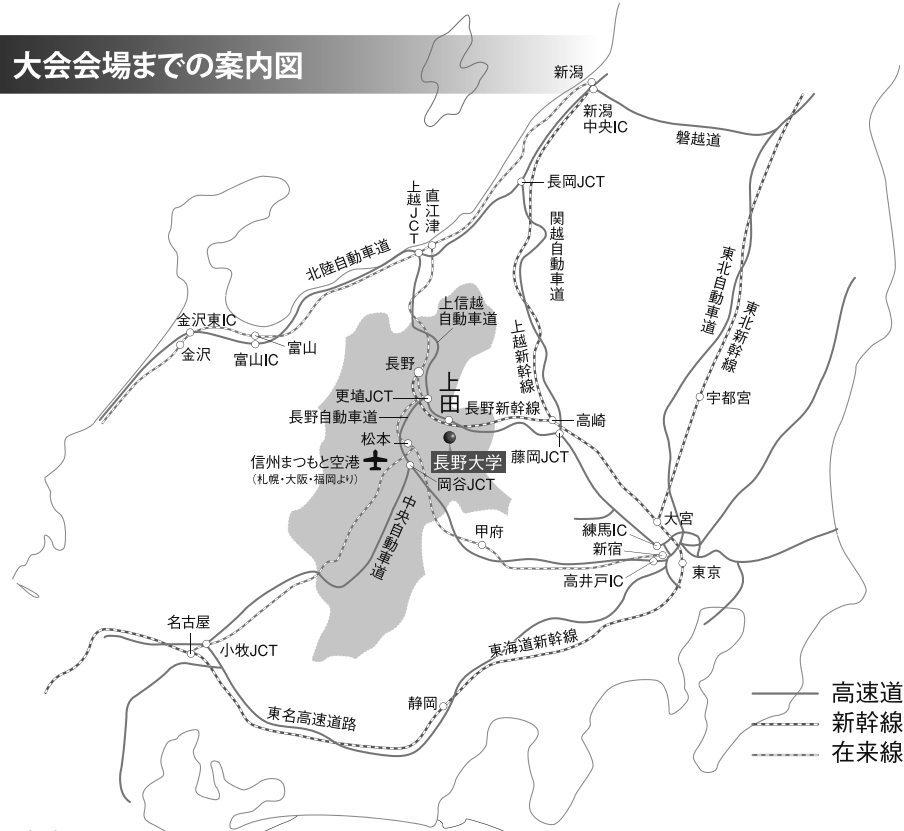 大会会場までの案内図
新潟
新潟
中央IC
磐越道
長岡JCT
直江津
上越JCT
関越自動車道
北陸自動車道
東北自動車道
東北新幹線
上信越
自動車道
金沢東IC
金沢
富山IC
富山
上越新幹線
長野
上田
更埴JCT
長野新幹線
高崎
宇都宮
長野自動車道
松本
藤岡JCT
信州まつもと空港
(札幌・大阪・福岡より)
長野大学
岡谷JCT
中央自動車道
甲府
大宮
練馬IC
新宿
高井戸IC
東京
名古屋
小牧JCT
東海道新幹線
静岡
東名高速道路
高速道
新幹線
在来線